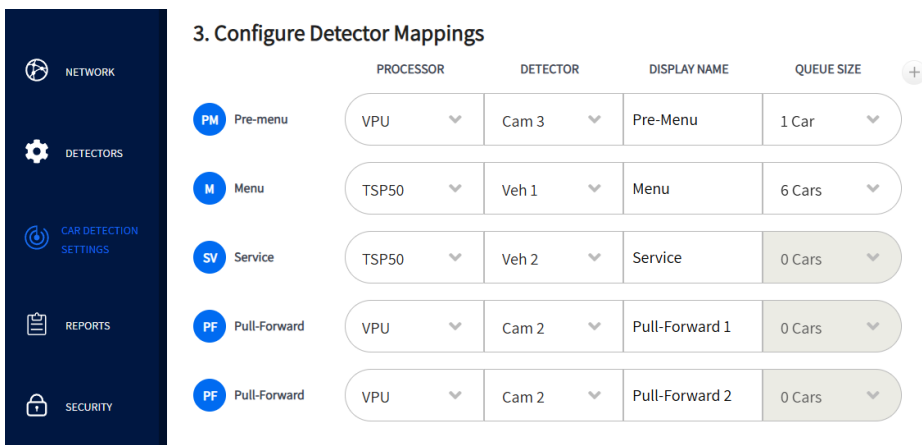 3. Configure Detector Mappings
NETWORK
DETECTORS
CAR DETECTION
SETTINGS
REPORTS
SECURITY
PROCESSOR DETECTOR DISPLAY NAME QUEUE SIZE +
PM Pre-menu VPU Cam 3 Pre-Menu 1 Car
M Menu TSP50 Veh 1 Menu 6 Cars
SV Service TSP50 Veh 2 Service 0 Cars
PF Pull-Forward VPU Cam 2 Pull-Forward 1 0 Cars
PF Pull-Forward VPU Cam 2 Pull-Forward 2 0 Cars